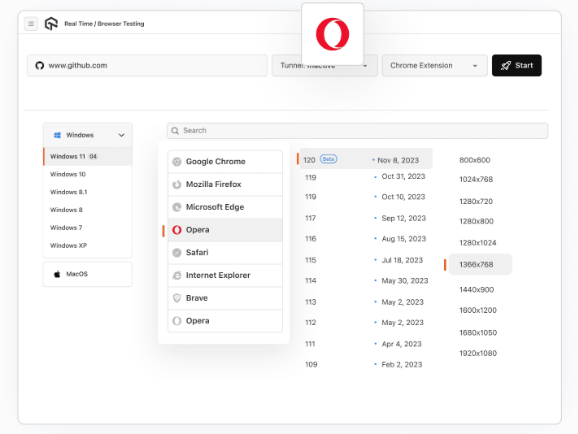 Real Time / Browser Testing
www.github.com
Tunnel: Inactive
Chrome Extension
Start
Windows
Search
Windows 11 04
Windows 10
Windows 8.1
Windows 8
Windows 7
Windows XP
MacOS
Google Chrome
Mozilla Firefox
Microsoft Edge
Opera
Safari
Internet Explorer
Brave
Opera
120 Beta • Nov 8, 2023
119 • Oct 31, 2023
119 • Oct 10, 2023
117 • Sep 12, 2023
116 • Aug 15, 2023
115 • Jul 18, 2023
114 • May 30, 2023
113 • May 2, 2023
112 • May 2, 2023
111 • Apr 4, 2023
109 • Feb 2, 2023
800x600
1024x768
1280x720
1280x800
1280x1024
1366x768
1440x900
1600x1200
1680x1050
1920x1080